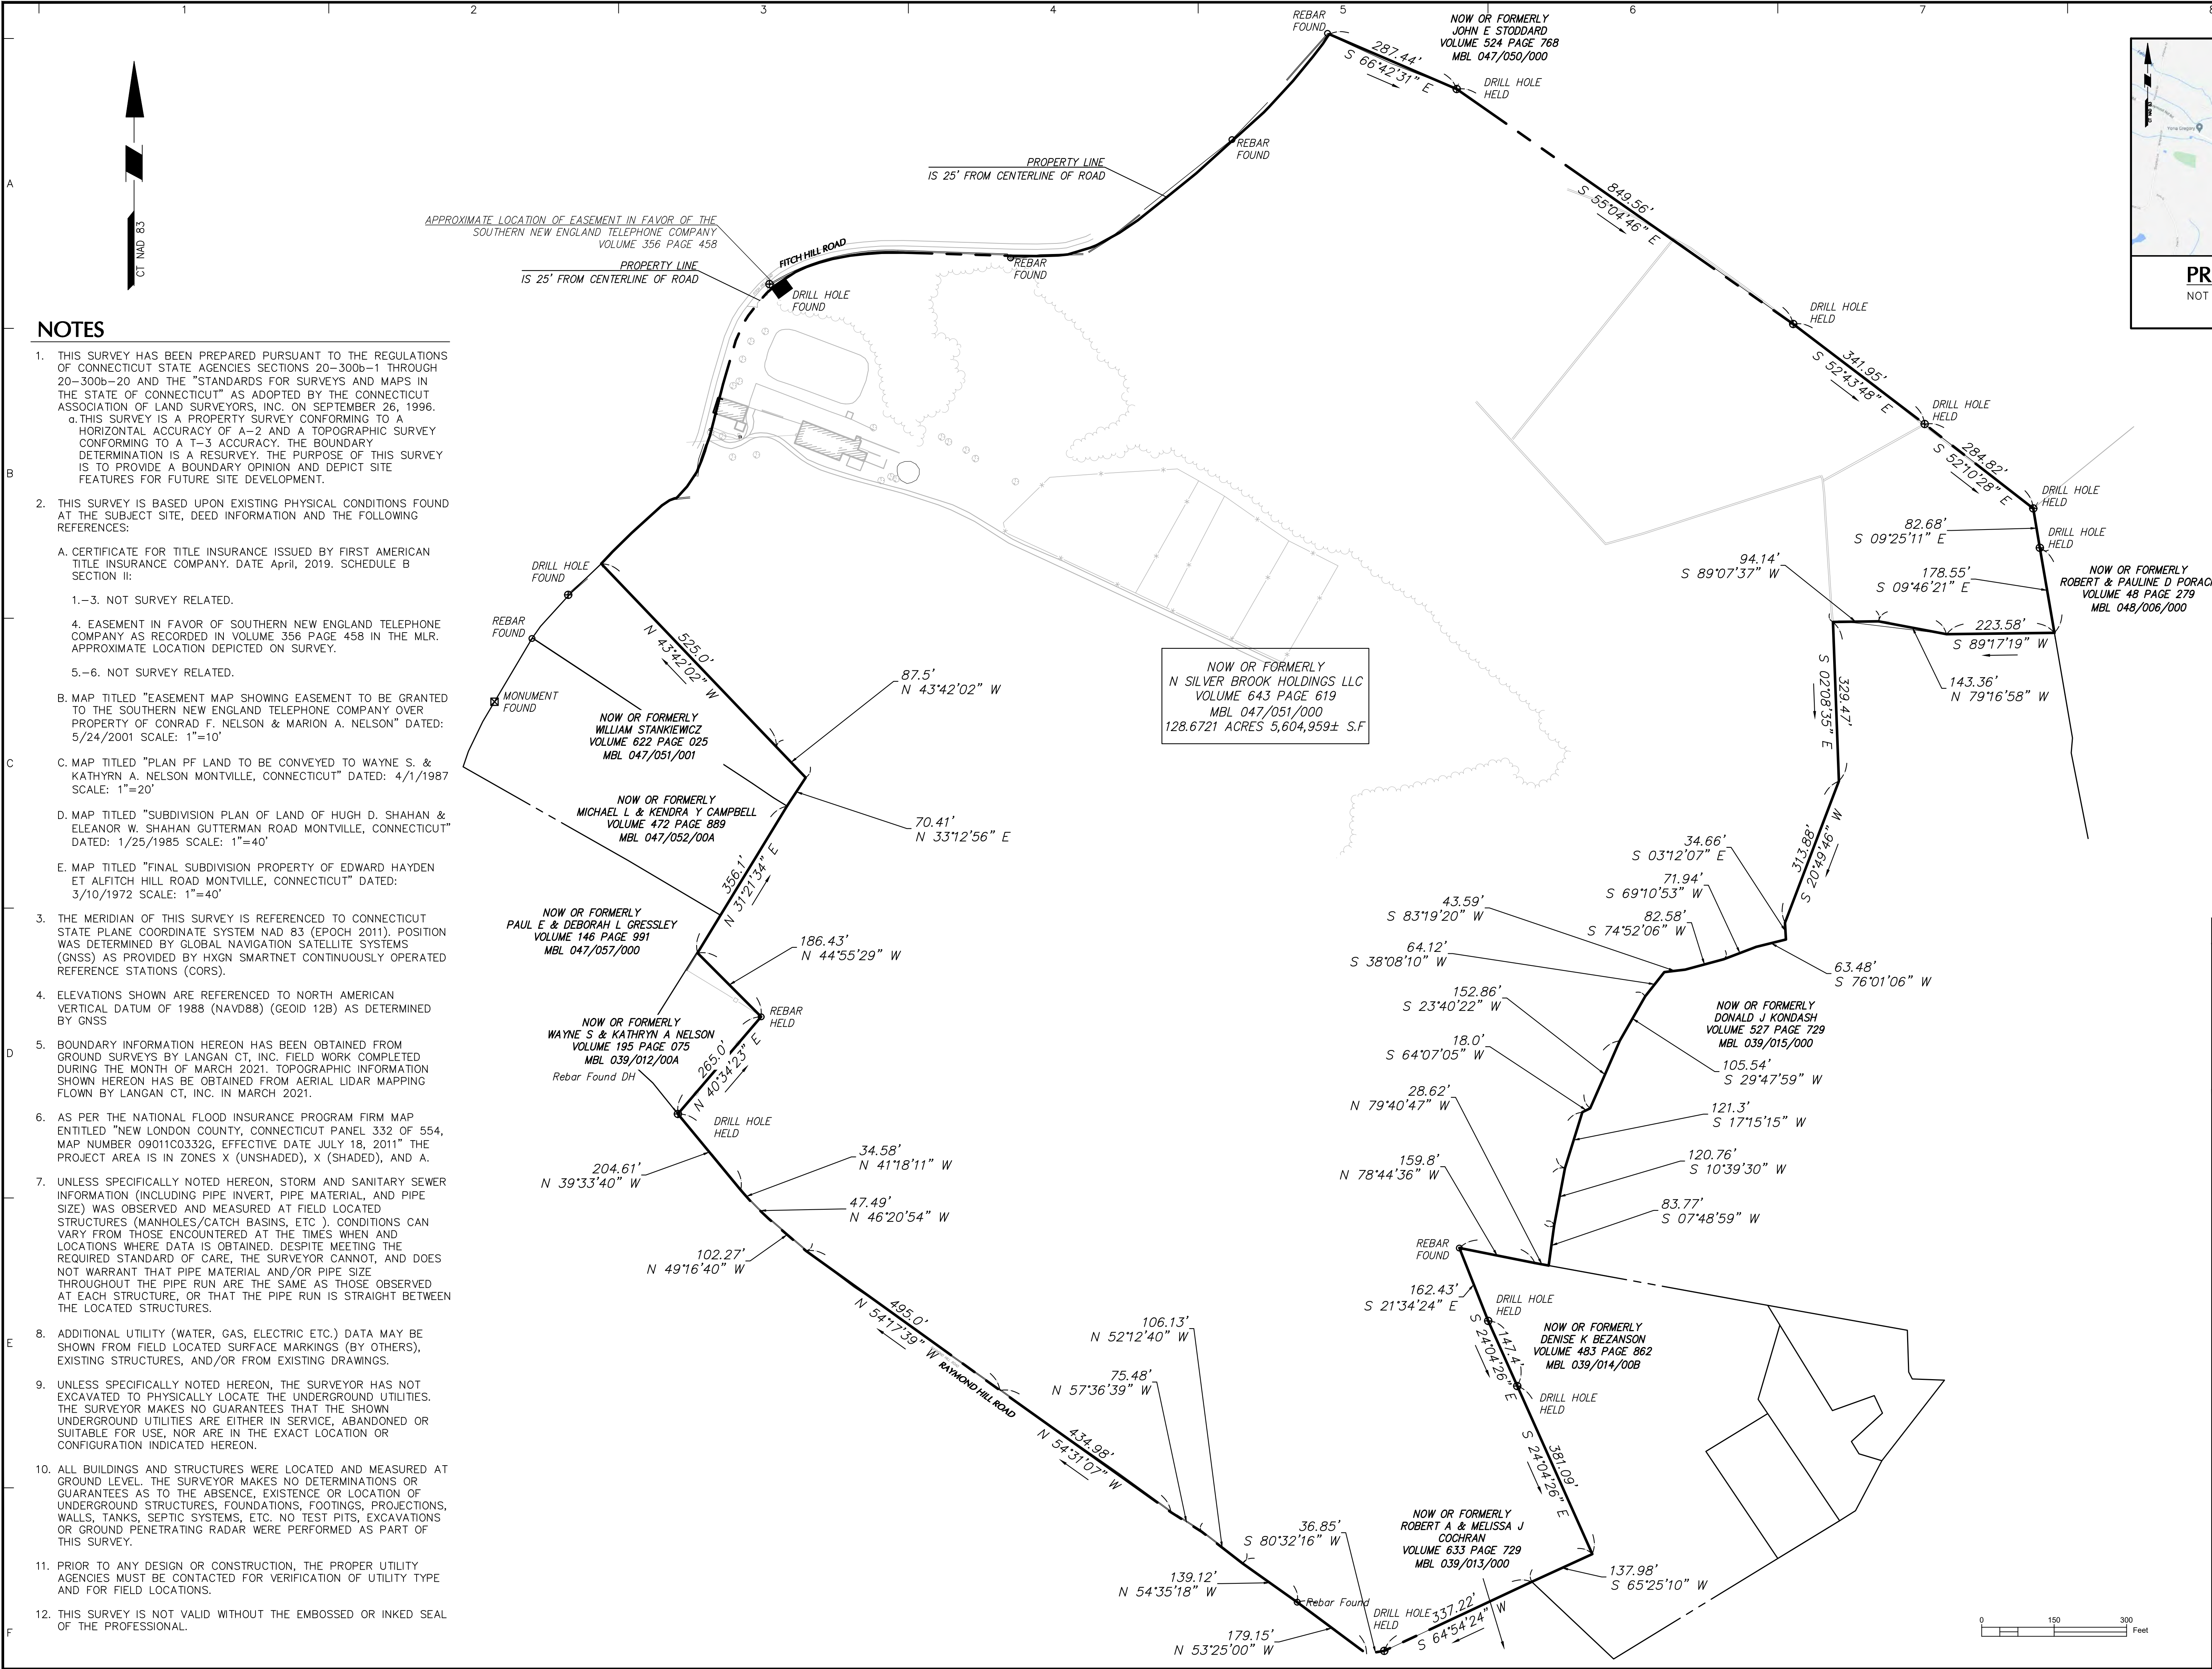 1 2 3 4 5 6 7 8
A
B
C
D
E
F
CT NAD 83
NOTES
1. THIS SURVEY HAS BEEN PREPARED PURSUANT TO THE REGULATIONS
OF CONNECTICUT STATE AGENCIES SECTIONS 20-300b-1 THROUGH
20-300b-20 AND THE "STANDARDS FOR SURVEYS AND MAPS IN
THE STATE OF CONNECTICUT" AS ADOPTED BY THE CONNECTICUT
ASSOCIATION OF LAND SURVEYORS, INC. ON SEPTEMBER 26, 1996.
a. THIS SURVEY IS A PROPERTY SURVEY CONFORMING TO A
HORIZONTAL ACCURACY OF A-2 AND A TOPOGRAPHIC SURVEY
CONFORMING TO A T-3 ACCURACY. THE BOUNDARY
DETERMINATION IS A RESURVEY. THE PURPOSE OF THIS SURVEY
IS TO PROVIDE A BOUNDARY OPINION AND DEPICT SITE
FEATURES FOR FUTURE SITE DEVELOPMENT.
2. THIS SURVEY IS BASED UPON EXISTING PHYSICAL CONDITIONS FOUND
AT THE SUBJECT SITE, DEED INFORMATION AND THE FOLLOWING
REFERENCES:
A. CERTIFICATE FOR TITLE INSURANCE ISSUED BY FIRST AMERICAN
TITLE INSURANCE COMPANY. DATE April, 2019. SCHEDULE B
SECTION II:
1.-3. NOT SURVEY RELATED.
4. EASEMENT IN FAVOR OF SOUTHERN NEW ENGLAND TELEPHONE
COMPANY AS RECORDED IN VOLUME 356 PAGE 458 IN THE MLR.
APPROXIMATE LOCATION DEPICTED ON SURVEY.
5.-6. NOT SURVEY RELATED.
B. MAP TITLED "EASEMENT MAP SHOWING EASEMENT TO BE GRANTED
TO THE SOUTHERN NEW ENGLAND TELEPHONE COMPANY OVER
PROPERTY OF CONRAD F. NELSON & MARION A. NELSON" DATED:
5/24/2001 SCALE: 1"=10'
C. MAP TITLED "PLAN PF LAND TO BE CONVEYED TO WAYNE S. &
KATHYRN A. NELSON MONTVILLE, CONNECTICUT" DATED: 4/1/1987
SCALE: 1"=20'
D. MAP TITLED "SUBDIVISION PLAN OF LAND OF HUGH D. SHAHAN &
ELEANOR W. SHAHAN GUTTERMAN ROAD MONTVILLE, CONNECTICUT"
DATED: 1/25/1985 SCALE: 1"=40'
E. MAP TITLED "FINAL SUBDIVISION PROPERTY OF EDWARD HAYDEN
ET ALFITCH HILL ROAD MONTVILLE, CONNECTICUT" DATED:
3/10/1972 SCALE: 1"=40'
3. THE MERIDIAN OF THIS SURVEY IS REFERENCED TO CONNECTICUT
STATE PLANE COORDINATE SYSTEM NAD 83 (EPOCH 2011). POSITION
WAS DETERMINED BY GLOBAL NAVIGATION SATELLITE SYSTEMS
(GNSS) AS PROVIDED BY HXGN SMARTNET CONTINUOUSLY OPERATED
REFERENCE STATIONS (CORS).
4. ELEVATIONS SHOWN ARE REFERENCED TO NORTH AMERICAN
VERTICAL DATUM OF 1988 (NAVD88) (GEOID 12B) AS DETERMINED
BY GNSS
5. BOUNDARY INFORMATION HEREON HAS BEEN OBTAINED FROM
GROUND SURVEYS BY LANGAN CT, INC. FIELD WORK COMPLETED
DURING THE MONTH OF MARCH 2021. TOPOGRAPHIC INFORMATION
SHOWN HEREON HAS BE OBTAINED FROM AERIAL LIDAR MAPPING
FLOWN BY LANGAN CT, INC. IN MARCH 2021.
6. AS PER THE NATIONAL FLOOD INSURANCE PROGRAM FIRM MAP
ENTITLED "NEW LONDON COUNTY, CONNECTICUT PANEL 332 OF 554,
MAP NUMBER 09011C0332G, EFFECTIVE DATE JULY 18, 2011" THE
PROJECT AREA IS IN ZONES X (UNSHADED), X (SHADED), AND A.
7. UNLESS SPECIFICALLY NOTED HEREON, STORM AND SANITARY SEWER
INFORMATION (INCLUDING PIPE INVERT, PIPE MATERIAL, AND PIPE
SIZE) WAS OBSERVED AND MEASURED AT FIELD LOCATED
STRUCTURES (MANHOLES/CATCH BASINS, ETC ). CONDITIONS CAN
VARY FROM THOSE ENCOUNTERED AT THE TIMES WHEN AND
LOCATIONS WHERE DATA IS OBTAINED. DESPITE MEETING THE
REQUIRED STANDARD OF CARE, THE SURVEYOR CANNOT, AND DOES
NOT WARRANT THAT PIPE MATERIAL AND/OR PIPE SIZE
THROUGHOUT THE PIPE RUN ARE THE SAME AS THOSE OBSERVED
AT EACH STRUCTURE, OR THAT THE PIPE RUN IS STRAIGHT BETWEEN
THE LOCATED STRUCTURES.
8. ADDITIONAL UTILITY (WATER, GAS, ELECTRIC ETC.) DATA MAY BE
SHOWN FROM FIELD LOCATED SURFACE MARKINGS (BY OTHERS),
EXISTING STRUCTURES, AND/OR FROM EXISTING DRAWINGS.
9. UNLESS SPECIFICALLY NOTED HEREON, THE SURVEYOR HAS NOT
EXCAVATED TO PHYSICALLY LOCATE THE UNDERGROUND UTILITIES.
THE SURVEYOR MAKES NO GUARANTEES THAT THE SHOWN
UNDERGROUND UTILITIES ARE EITHER IN SERVICE, ABANDONED OR
SUITABLE FOR USE, NOR ARE IN THE EXACT LOCATION OR
CONFIGURATION INDICATED HEREON.
10. ALL BUILDINGS AND STRUCTURES WERE LOCATED AND MEASURED AT
GROUND LEVEL. THE SURVEYOR MAKES NO DETERMINATIONS OR
GUARANTEES AS TO THE ABSENCE, EXISTENCE OR LOCATION OF
UNDERGROUND STRUCTURES, FOUNDATIONS, FOOTINGS, PROJECTIONS,
WALLS, TANKS, SEPTIC SYSTEMS, ETC. NO TEST PITS, EXCAVATIONS
OR GROUND PENETRATING RADAR WERE PERFORMED AS PART OF
THIS SURVEY.
11. PRIOR TO ANY DESIGN OR CONSTRUCTION, THE PROPER UTILITY
AGENCIES MUST BE CONTACTED FOR VERIFICATION OF UTILITY TYPE
AND FOR FIELD LOCATIONS.
12. THIS SURVEY IS NOT VALID WITHOUT THE EMBOSSED OR INKED SEAL
OF THE PROFESSIONAL.
REBAR
FOUND
NOW OR FORMERLY
JOHN E STODDARD
VOLUME 524 PAGE 768
MBL 047/050/000
287.44'
S 66°42'31" E
DRILL HOLE
HELD
REBAR
FOUND
PROPERTY LINE
IS 25' FROM CENTERLINE OF ROAD
849.56'
S 55°04'46" E
APPROXIMATE LOCATION OF EASEMENT IN FAVOR OF THE
SOUTHERN NEW ENGLAND TELEPHONE COMPANY
VOLUME 356 PAGE 458
FITCH HILL ROAD
PROPERTY LINE
IS 25' FROM CENTERLINE OF ROAD
REBAR
FOUND
DRILL HOLE
FOUND
DRILL HOLE
HELD
341.95'
S 52°43'48" E
DRILL HOLE
HELD
284.82'
S 52°10'28" E
DRILL HOLE
HELD
82.68'
S 09°25'11" E
DRILL HOLE
HELD
94.14'
S 89°07'37" W
178.55'
S 09°46'21" E
NOW OR FORMERLY
ROBERT & PAULINE D PORAC
VOLUME 48 PAGE 279
MBL 048/006/000
223.58'
S 89°17'19" W
143.36'
N 79°16'58" W
329.47'
S 02°08'35" E
DRILL HOLE
FOUND
REBAR
FOUND
MONUMENT
FOUND
525.0'
N 43°42'02" W
87.5'
N 43°42'02" W
NOW OR FORMERLY
N SILVER BROOK HOLDINGS LLC
VOLUME 643 PAGE 619
MBL 047/051/000
128.6721 ACRES 5,604,959± S.F
NOW OR FORMERLY
WILLIAM STANKIEWICZ
VOLUME 622 PAGE 025
MBL 047/051/001
NOW OR FORMERLY
MICHAEL L & KENDRA Y CAMPBELL
VOLUME 472 PAGE 889
MBL 047/052/00A
70.41'
N 33°12'56" E
356.1'
N 31°21'34" E
313.88'
S 20°49'46" W
34.66'
S 03°12'07" E
71.94'
S 69°10'53" W
43.59'
S 83°19'20" W
82.58'
S 74°52'06" W
64.12'
S 38°08'10" W
63.48'
S 76°01'06" W
NOW OR FORMERLY
PAUL E & DEBORAH L GRESSLEY
VOLUME 146 PAGE 991
MBL 047/057/000
186.43'
N 44°55'29" W
REBAR
HELD
NOW OR FORMERLY
WAYNE S & KATHRYN A NELSON
VOLUME 195 PAGE 075
MBL 039/012/00A
Rebar Found DH
265.0'
N 40°34'23" E
DRILL HOLE
HELD
152.86'
S 23°40'22" W
NOW OR FORMERLY
DONALD J KONDASH
VOLUME 527 PAGE 729
MBL 039/015/000
18.0'
S 64°07'05" W
105.54'
S 29°47'59" W
28.62'
N 79°40'47" W
121.3'
S 17°15'15" W
159.8'
N 78°44'36" W
120.76'
S 10°39'30" W
83.77'
S 07°48'59" W
204.61'
N 39°33'40" W
34.58'
N 41°18'11" W
47.49'
N 46°20'54" W
102.27'
N 49°16'40" W
495.0'
N 54°17'39" W
RAYMOND HILL ROAD
434.98'
N 54°31'07" W
REBAR
FOUND
162.43'
S 21°34'24" E
DRILL HOLE
HELD
147.4'
S 24°04'26" E
NOW OR FORMERLY
DENISE K BEZANSON
VOLUME 483 PAGE 862
MBL 039/014/00B
DRILL HOLE
HELD
106.13'
N 52°12'40" W
75.48'
N 57°36'39" W
381.09'
S 24°04'26" E
36.85'
S 80°32'16" W
NOW OR FORMERLY
ROBERT A & MELISSA J
COCHRAN
VOLUME 633 PAGE 729
MBL 039/013/000
139.12'
N 54°35'18" W
137.98'
S 65°25'10" W
Rebar Found
DRILL HOLE
HELD
337.22'
S 64°54'24" W
179.15'
N 53°25'00" W
PR
NOT
0 150 300
Feet